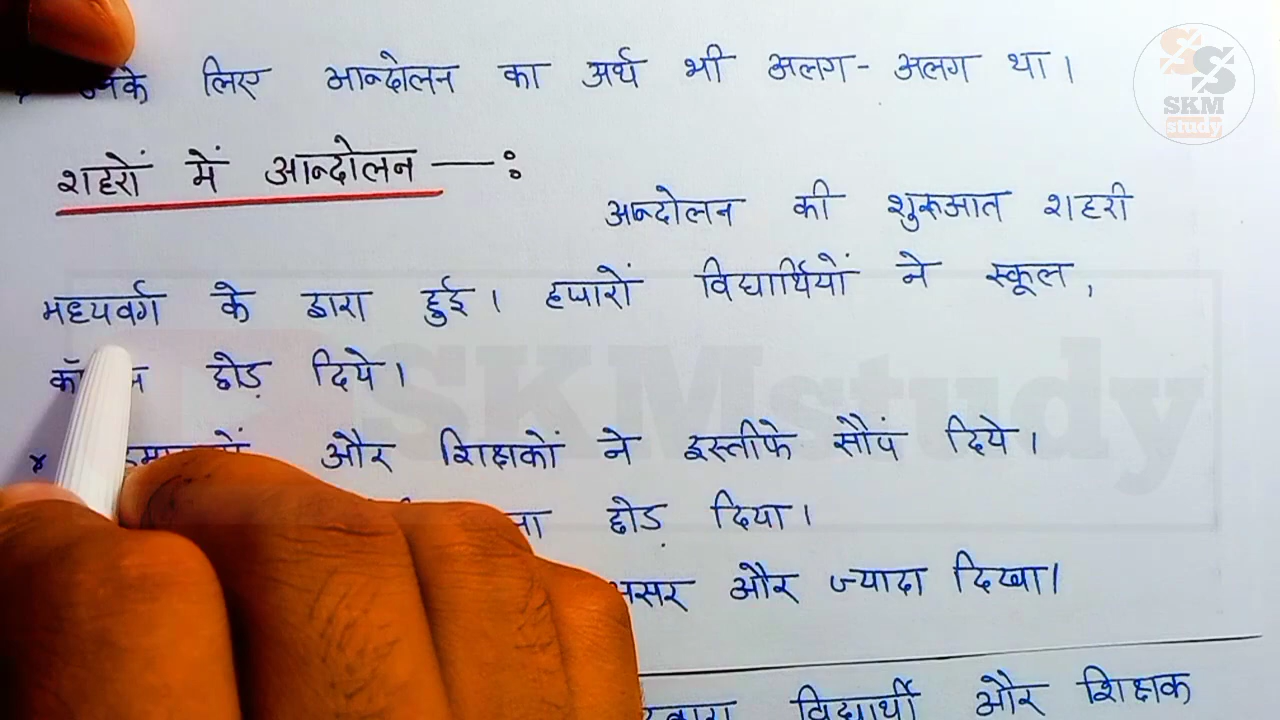 लिए आन्दोलन का अर्थ भी अलग-अलग था।
SKM
study
शहरों में आन्दोलन —:
आन्दोलन की शुरुआत शहरी
मध्यवर्ग के द्वारा हुई। हजारों विद्यार्थियों ने स्कूल,
छोड़ दिये।
और शिक्षकों ने इस्तीफे सौपं दिये।
छोड़ दिया।
और ज्यादा दिखा।
विद्यार्थी और शिक्षक
SKMstudy